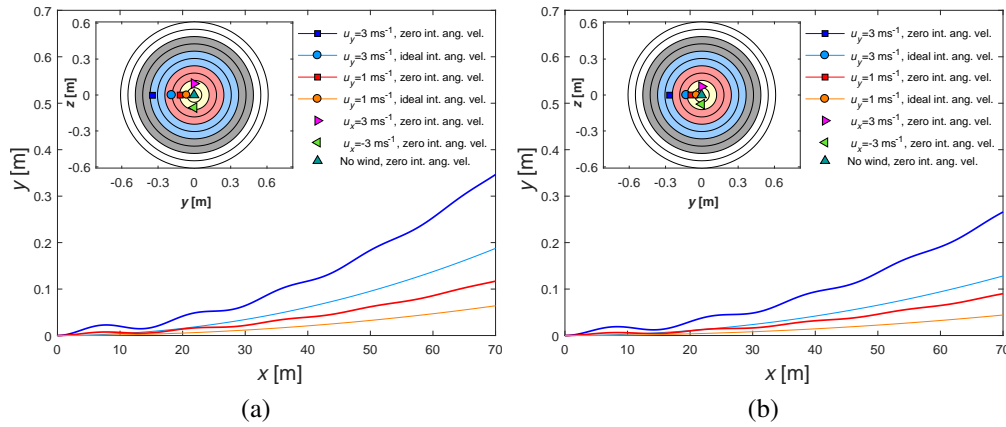 0.7
0.6
0.5
0.4
0.3
0.2
0.1
0
y [m]
0 10 20 30 40 50 60 70
x [m]
0.6
0.3
0
-0.3
-0.6
z [m]
-0.6 -0.3 0 0.3 0.6
y [m]
u_y=3 ms⁻¹, zero int. ang. vel.
u_y=3 ms⁻¹, ideal int. ang. vel.
u_y=1 ms⁻¹, zero int. ang. vel.
u_y=1 ms⁻¹, ideal int. ang. vel.
u_x=3 ms⁻¹, zero int. ang. vel.
u_x=-3 ms⁻¹, zero int. ang. vel.
No wind, zero int. ang. vel.
(a)
0.7
0.6
0.5
0.4
0.3
0.2
0.1
0
y [m]
0 10 20 30 40 50 60 70
x [m]
0.6
0.3
0
-0.3
-0.6
z [m]
-0.6 -0.3 0 0.3 0.6
y [m]
u_y=3 ms⁻¹, zero int. ang. vel.
u_y=3 ms⁻¹, ideal int. ang. vel.
u_y=1 ms⁻¹, zero int. ang. vel.
u_y=1 ms⁻¹, ideal int. ang. vel.
u_x=3 ms⁻¹, zero int. ang. vel.
u_x=-3 ms⁻¹, zero int. ang. vel.
No wind, zero int. ang. vel.
(b)